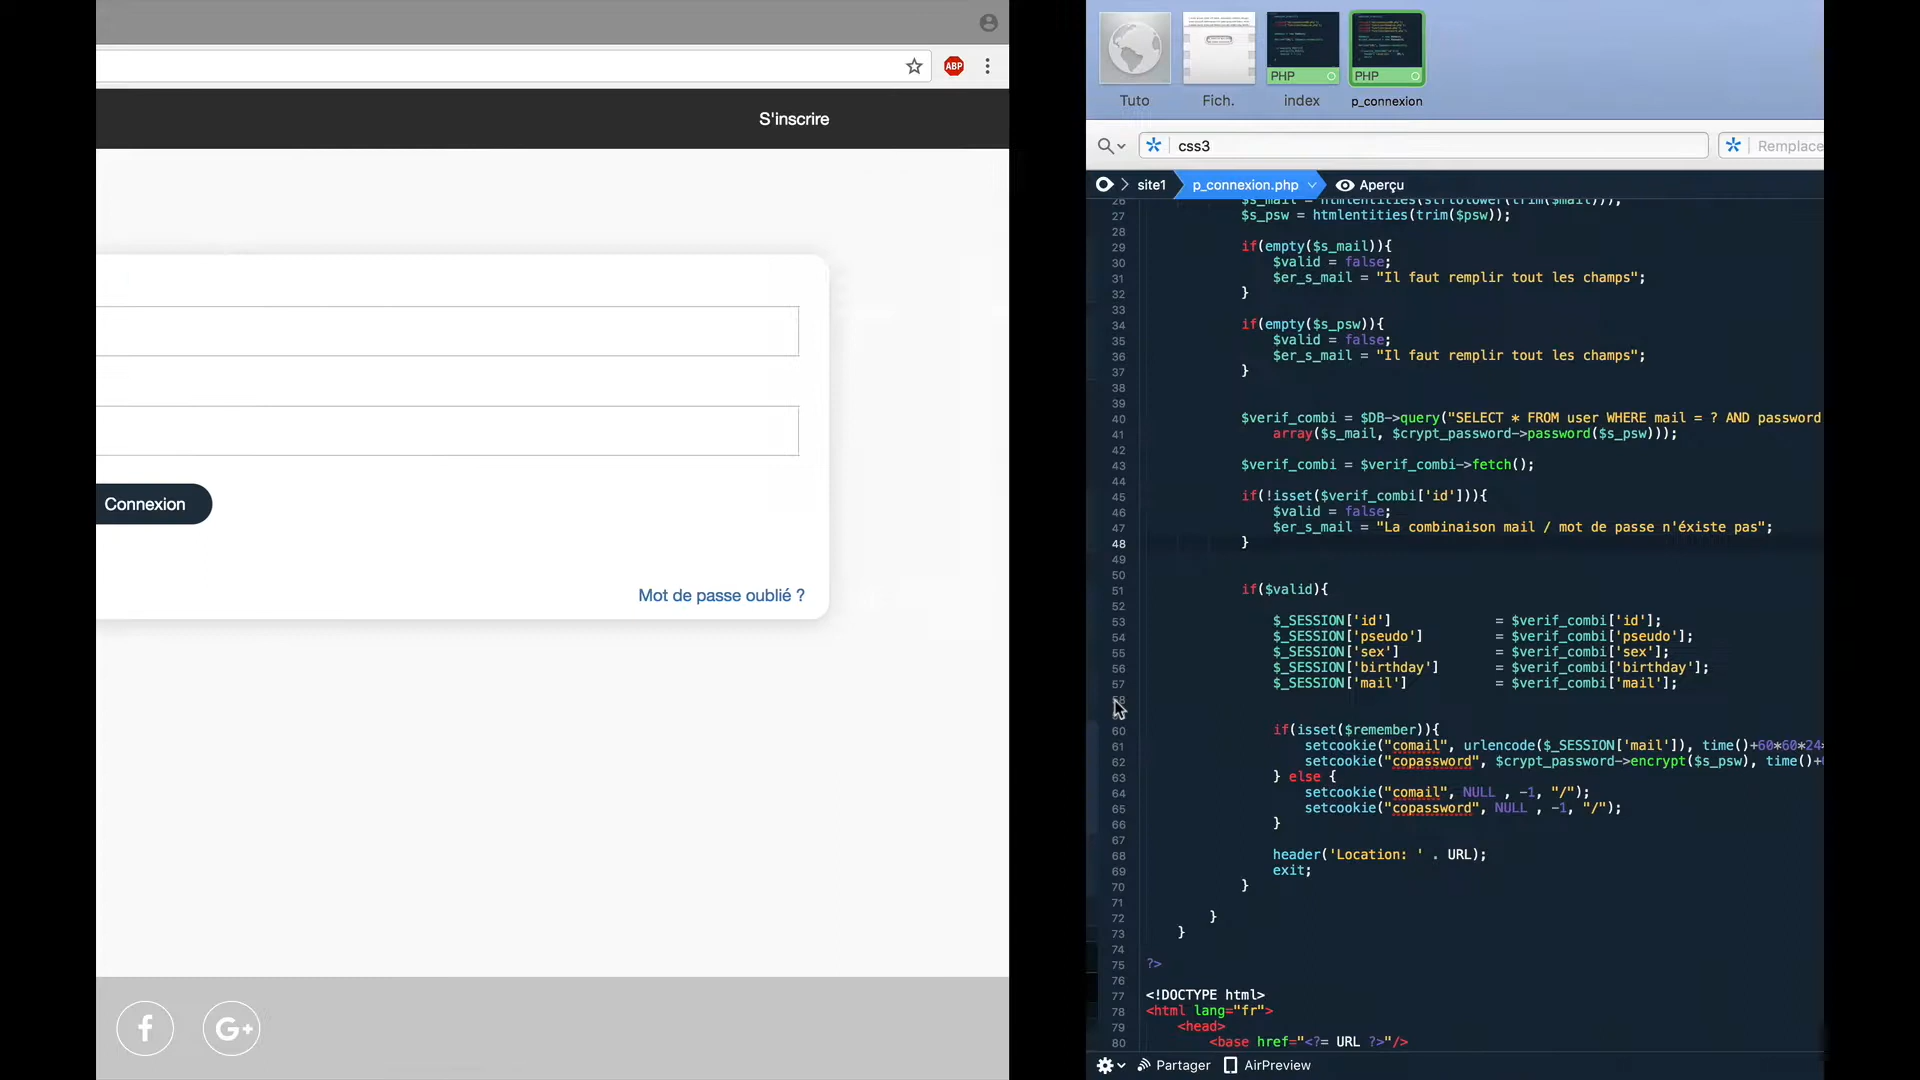 ABP
S'inscrire
Connexion
Mot de passe oublié ?
f
G+
PHP
PHP
Tuto
Fich.
index
p_connexion
css3
Remplace
site1
p_connexion.php
Aperçu
26 $s_mail = htmlentities(strtolower(trim($mail)));
27 $s_psw = htmlentities(trim($psw));
28
29 if(empty($s_mail)){
30 $valid = false;
31 $er_s_mail = "Il faut remplir tout les champs";
32 }
33
34 if(empty($s_psw)){
35 $valid = false;
36 $er_s_mail = "Il faut remplir tout les champs";
37 }
38
39
40 $verif_combi = $DB->query("SELECT * FROM user WHERE mail = ? AND password
41 array($s_mail, $crypt_password->password($s_psw)));
42
43 $verif_combi = $verif_combi->fetch();
44
45 if(!isset($verif_combi['id'])){
46 $valid = false;
47 $er_s_mail = "La combinaison mail / mot de passe n'éxiste pas";
48 }
49
50
51 if($valid){
52
53 $_SESSION['id'] = $verif_combi['id'];
54 $_SESSION['pseudo'] = $verif_combi['pseudo'];
55 $_SESSION['sex'] = $verif_combi['sex'];
56 $_SESSION['birthday'] = $verif_combi['birthday'];
57 $_SESSION['mail'] = $verif_combi['mail'];
58
60 if(isset($remember)){
61 setcookie("comail", urlencode($_SESSION['mail']), time()+60*60*24*
62 setcookie("copassword", $crypt_password->encrypt($s_psw), time()+6
63 } else {
64 setcookie("comail", NULL , -1, "/");
65 setcookie("copassword", NULL , -1, "/");
66 }
67
68 header('Location: ' . URL);
69 exit;
70 }
71
72 }
73 }
74
75 ?>
76
77 <!DOCTYPE html>
78 <html lang="fr">
79 <head>
80 <base href="<?= URL ?>"/>
Partager
AirPreview